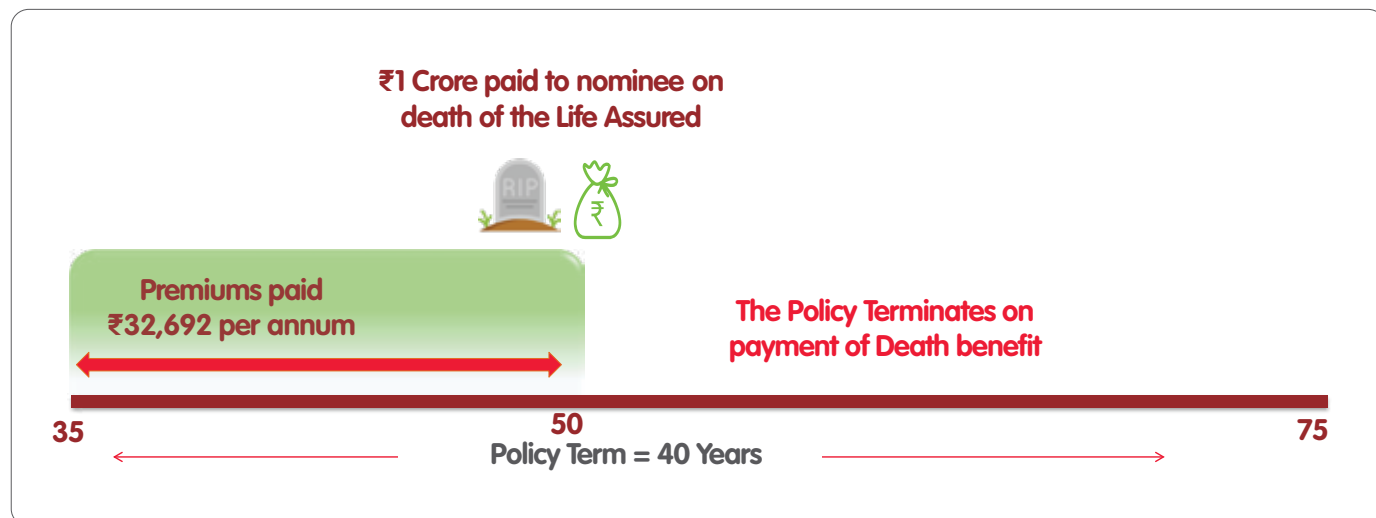 ₹1 Crore paid to nominee on
death of the Life Assured
RIP
₹
Premiums paid
₹32,692 per annum
The Policy Terminates on
payment of Death benefit
35
50
75
Policy Term = 40 Years